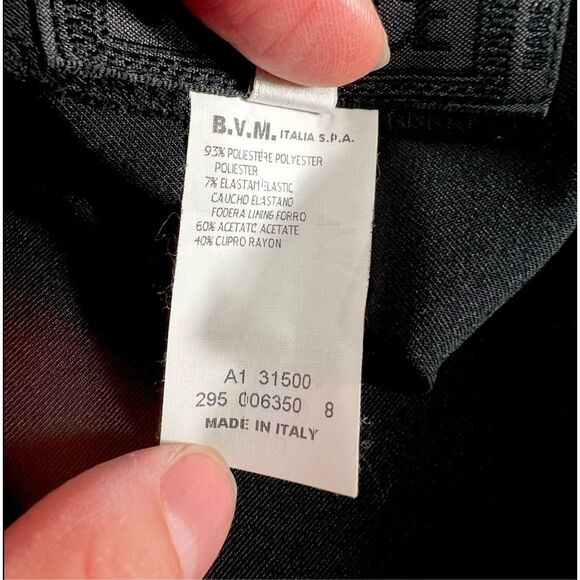 B.V.M. ITALIA S.P.A.
93% POLIESTERE POLYESTER
POLIESTER
7% ELASTAM ELASTIC
CAUCHO ELASTANO
FODERA LINING FORRO
60% ACETATO ACETATE
40% CUPRO RAYON
A1 31500
295 006350 8
MADE IN ITALY